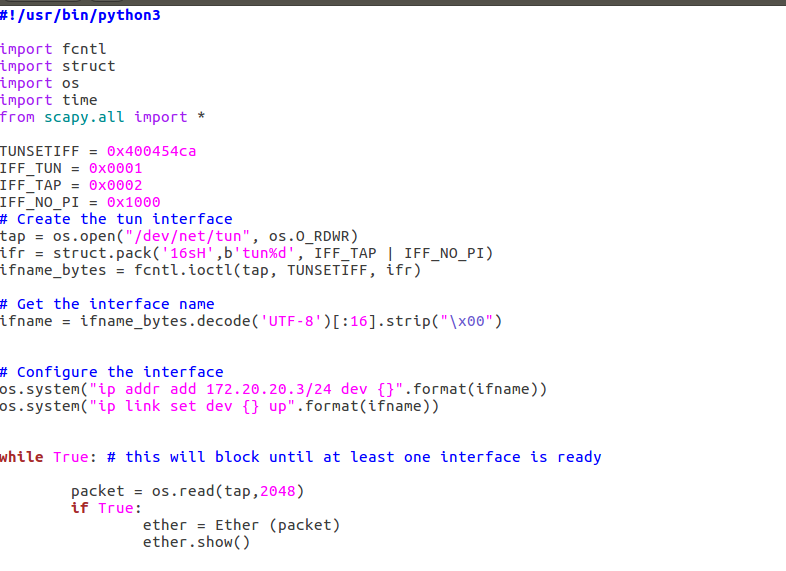 #!/usr/bin/python3

import fcntl
import struct
import os
import time
from scapy.all import *

TUNSETIFF = 0x400454ca
IFF_TUN = 0x0001
IFF_TAP = 0x0002
IFF_NO_PI = 0x1000
# Create the tun interface
tap = os.open("/dev/net/tun", os.O_RDWR)
ifr = struct.pack('16sH',b'tun%d', IFF_TAP | IFF_NO_PI)
ifname_bytes = fcntl.ioctl(tap, TUNSETIFF, ifr)

# Get the interface name
ifname = ifname_bytes.decode('UTF-8')[:16].strip("\x00")


# Configure the interface
os.system("ip addr add 172.20.20.3/24 dev {}".format(ifname))
os.system("ip link set dev {} up".format(ifname))


while True: # this will block until at least one interface is ready

        packet = os.read(tap,2048)
        if True:
                ether = Ether (packet)
                ether.show()